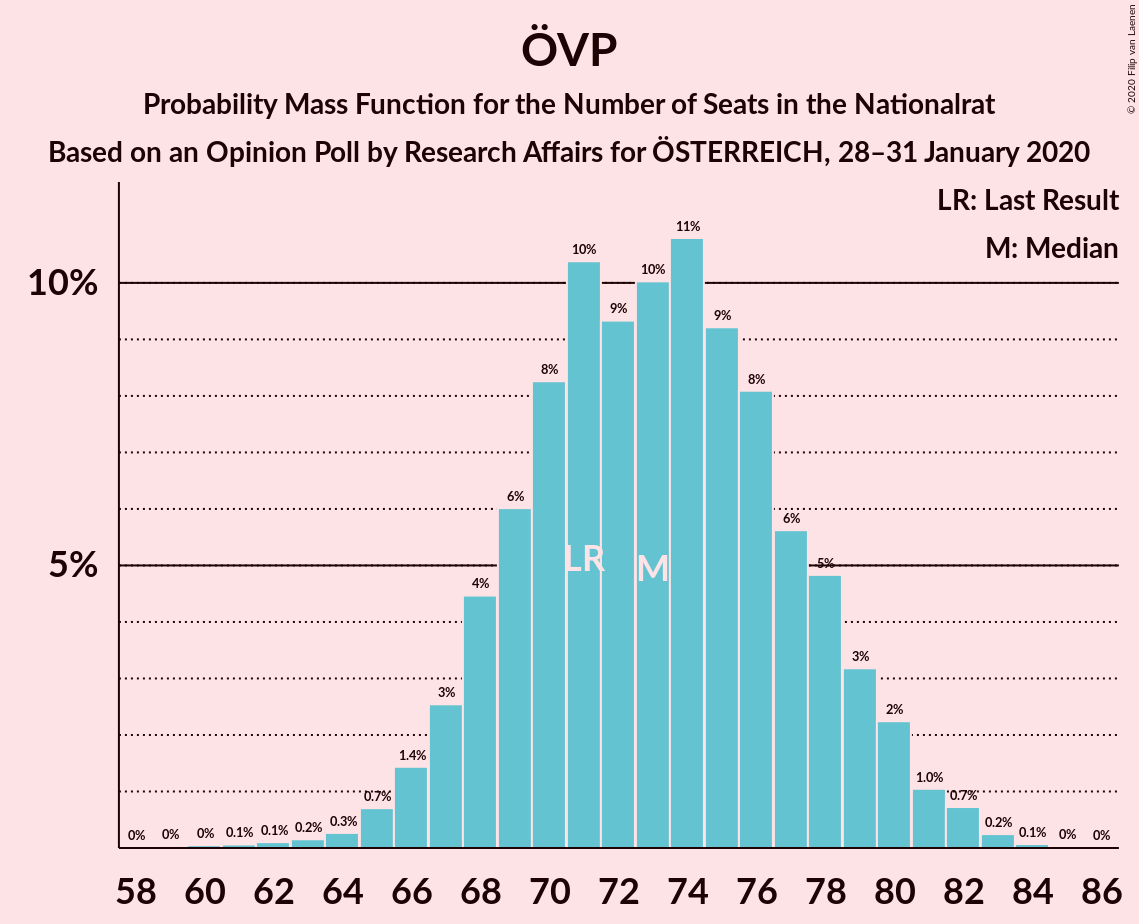 ÖVP
Probability Mass Function for the Number of Seats in the Nationalrat
Based on an Opinion Poll by Research Affairs for ÖSTERREICH, 28–31 January 2020
© 2020 Filip van Laenen
LR: Last Result
M: Median
10%
5%
0% 0% 0% 0.1% 0.1% 0.2% 0.3% 0.7% 1.4% 3% 4% 6% 8% 10% 9% 10% 11% 9% 8% 6% 5% 3% 2% 1.0% 0.7% 0.2% 0.1% 0% 0%
LR M
58 60 62 64 66 68 70 72 74 76 78 80 82 84 86